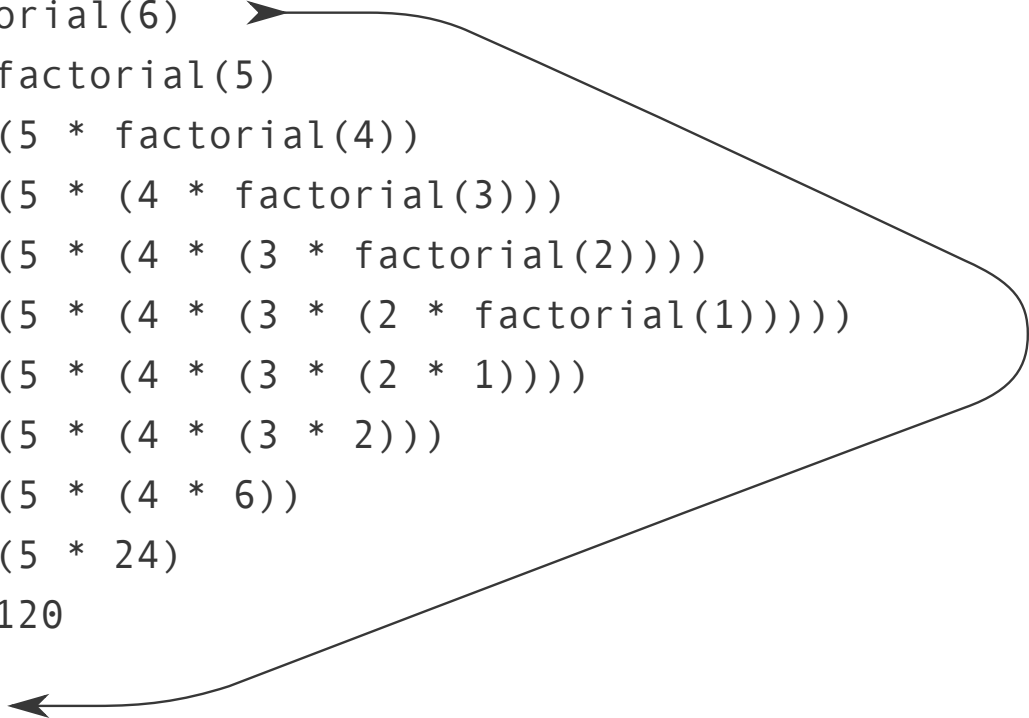 orial(6)
factorial(5)
(5 * factorial(4))
(5 * (4 * factorial(3)))
(5 * (4 * (3 * factorial(2))))
(5 * (4 * (3 * (2 * factorial(1)))))
(5 * (4 * (3 * (2 * 1))))
(5 * (4 * (3 * 2)))
(5 * (4 * 6))
(5 * 24)
120